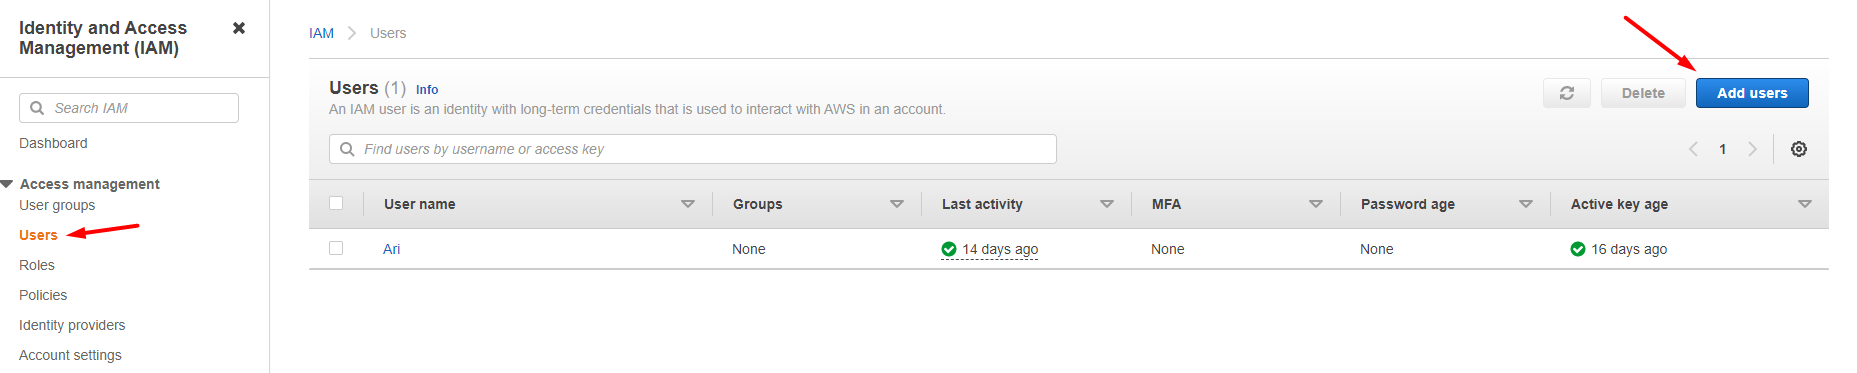 Identity and Access
Management (IAM)
Search IAM
Dashboard
Access management
User groups
Users
Roles
Policies
Identity providers
Account settings
IAM Users
Users (1) Info
An IAM user is an identity with long-term credentials that is used to interact with AWS in an account.
Delete
Add users
Find users by username or access key
1
User name Groups Last activity MFA Password age Active key age
Ari None 14 days ago None None 16 days ago